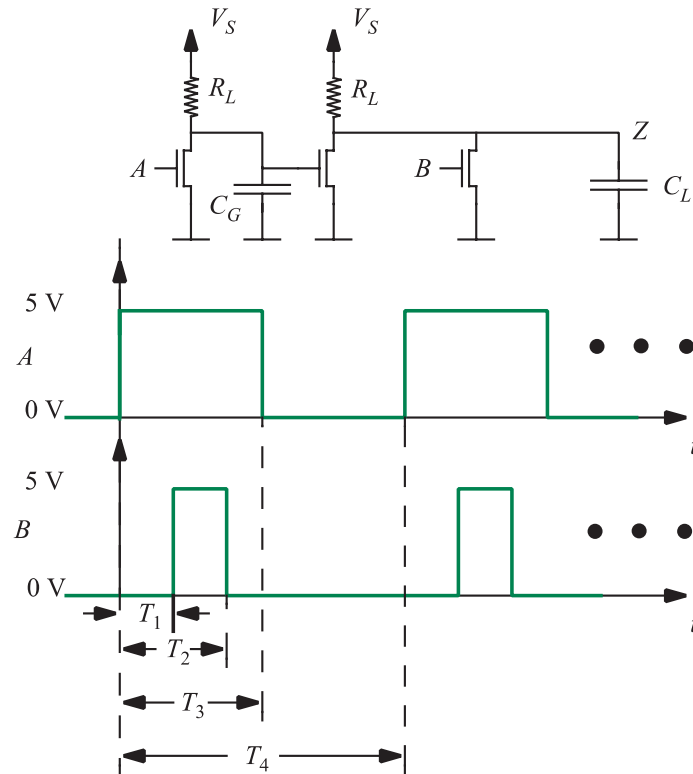 V_S V_S
R_L R_L
Z
A B
C_G C_L
5 V
A
0 V
t
5 V
B
0 V
t
T_1
T_2
T_3
T_4